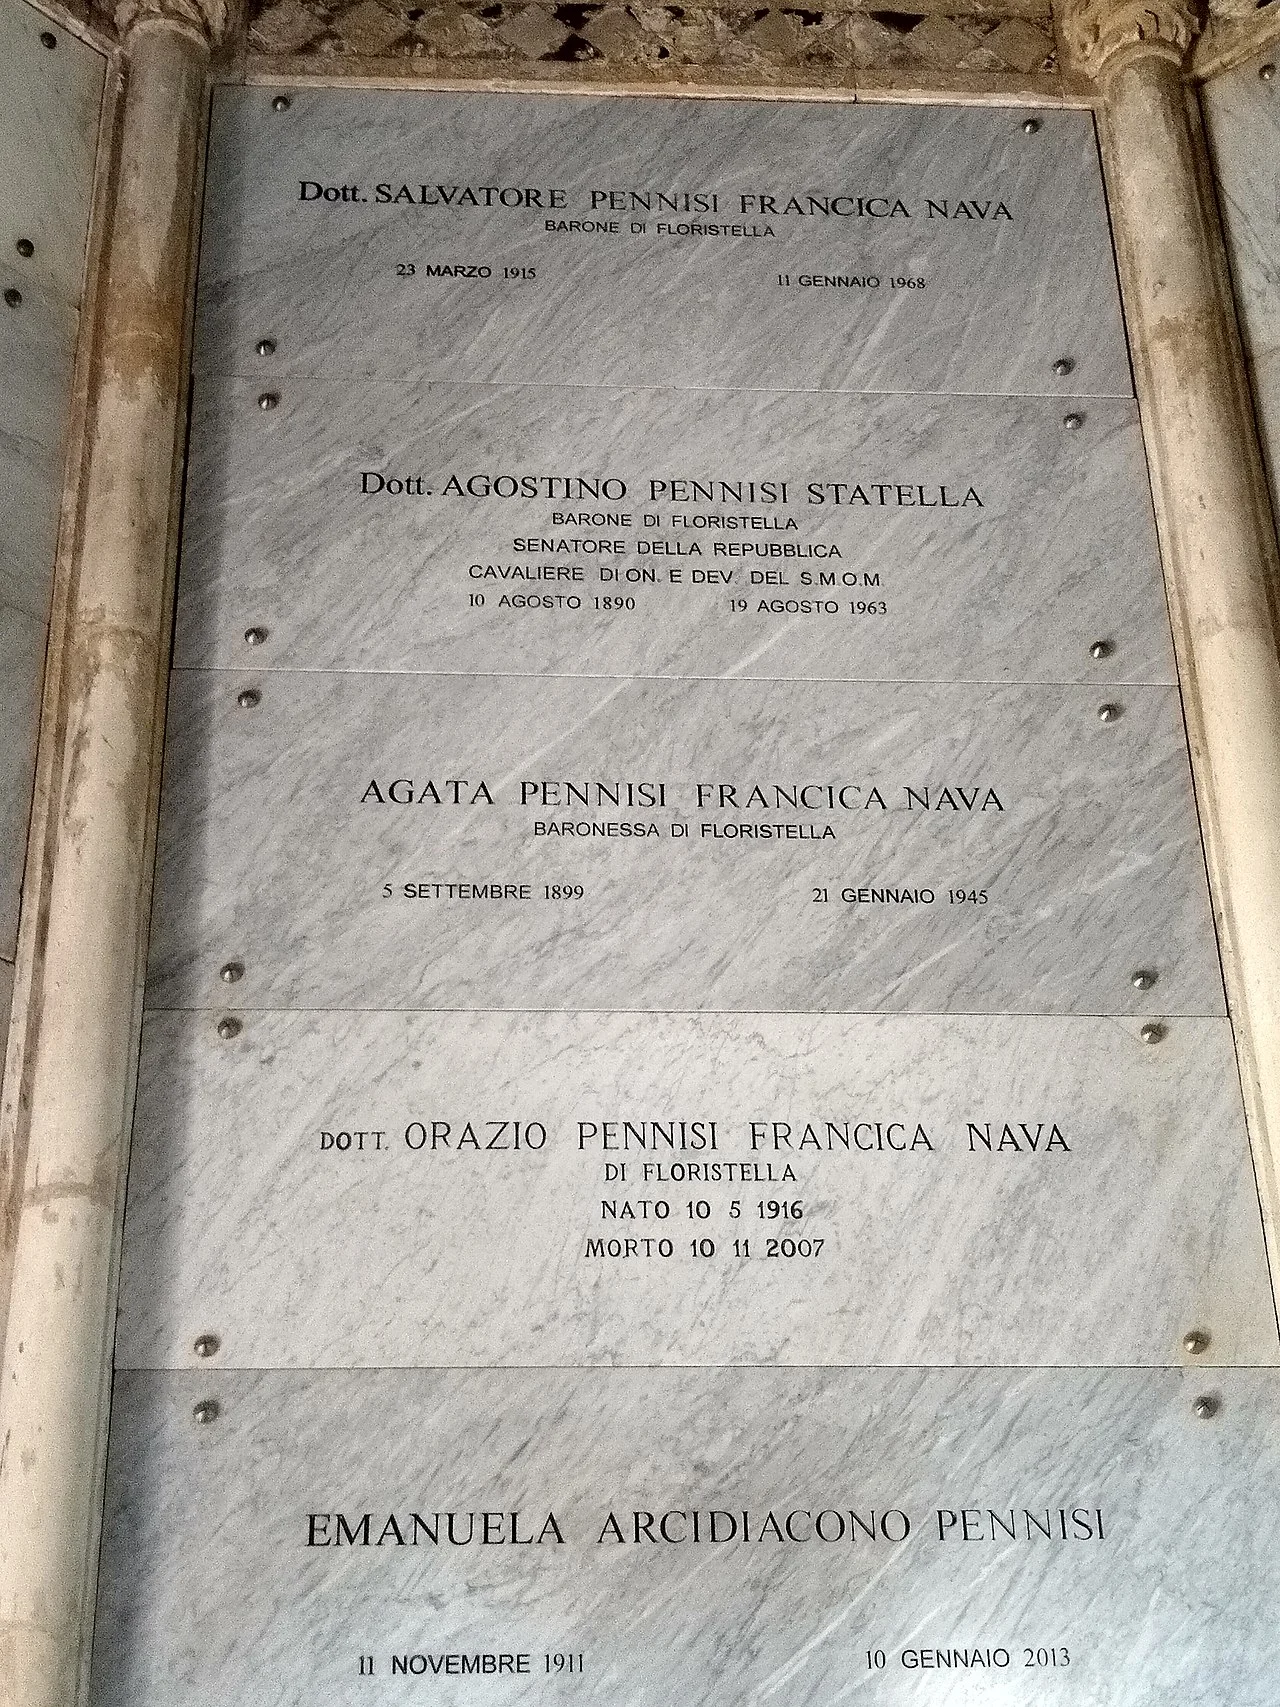 Dott. SALVATORE PENNISI FRANCICA NAVA
BARONE DI FLORISTELLA
23 MARZO 1915 11 GENNAIO 1968
Dott. AGOSTINO PENNISI STATELLA
BARONE DI FLORISTELLA
SENATORE DELLA REPUBBLICA
CAVALIERE DI ON. E DEV. DEL S.M.O.M.
10 AGOSTO 1890 19 AGOSTO 1963
AGATA PENNISI FRANCICA NAVA
BARONESSA DI FLORISTELLA
5 SETTEMBRE 1899 21 GENNAIO 1945
DOTT. ORAZIO PENNISI FRANCICA NAVA
DI FLORISTELLA
NATO 10 5 1916
MORTO 10 11 2007
EMANUELA ARCIDIACONO PENNISI
11 NOVEMBRE 1911 10 GENNAIO 2013